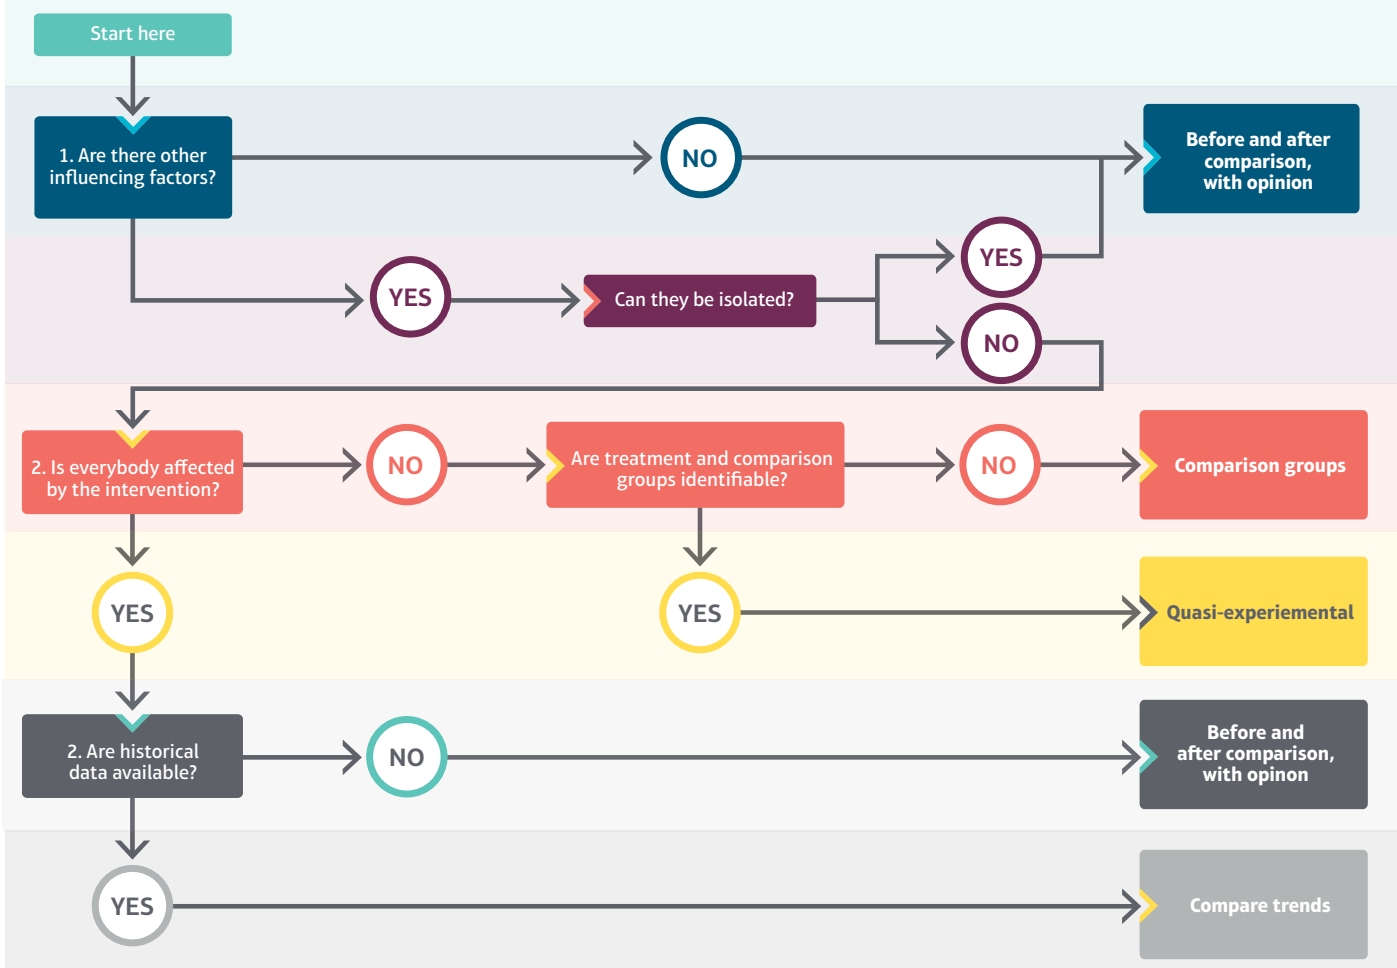 Start here
1. Are there other
influencing factors?
NO
Before and after
comparison,
with opinion
YES
Can they be isolated?
YES
NO
2. Is everybody affected
by the intervention?
NO
Are treatment and comparison
groups identifiable?
NO
Comparison groups
YES
YES
Quasi-experiemental
2. Are historical
data available?
NO
Before and
after comparison,
with opinon
YES
Compare trends